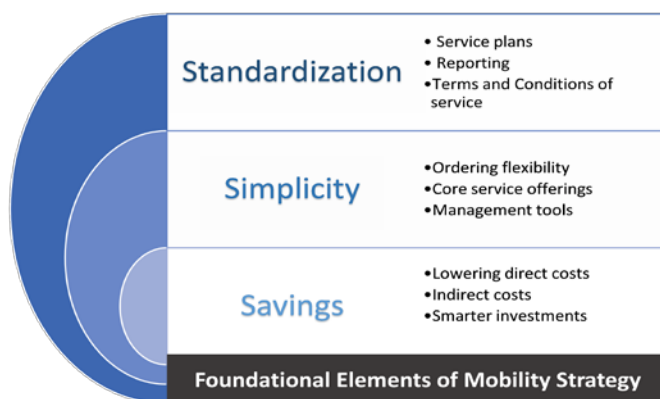 Standardization
• Service plans
• Reporting
• Terms and Conditions of
service
Simplicity
•Ordering flexibility
•Core service offerings
•Management tools
Savings
•Lowering direct costs
•Indirect costs
•Smarter investments
Foundational Elements of Mobility Strategy